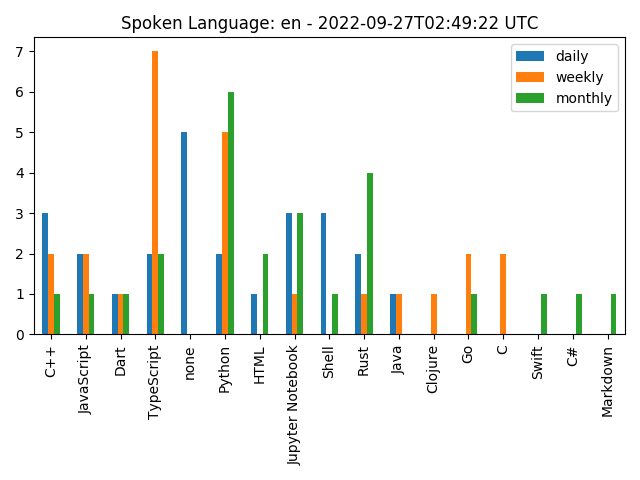 Spoken Language: en - 2022-09-27T02:49:22 UTC
daily
weekly
monthly
7
6
5
4
3
2
1
0
C++
JavaScript
Dart
TypeScript
none
Python
HTML
Jupyter Notebook
Shell
Rust
Java
Clojure
Go
C
Swift
C#
Markdown